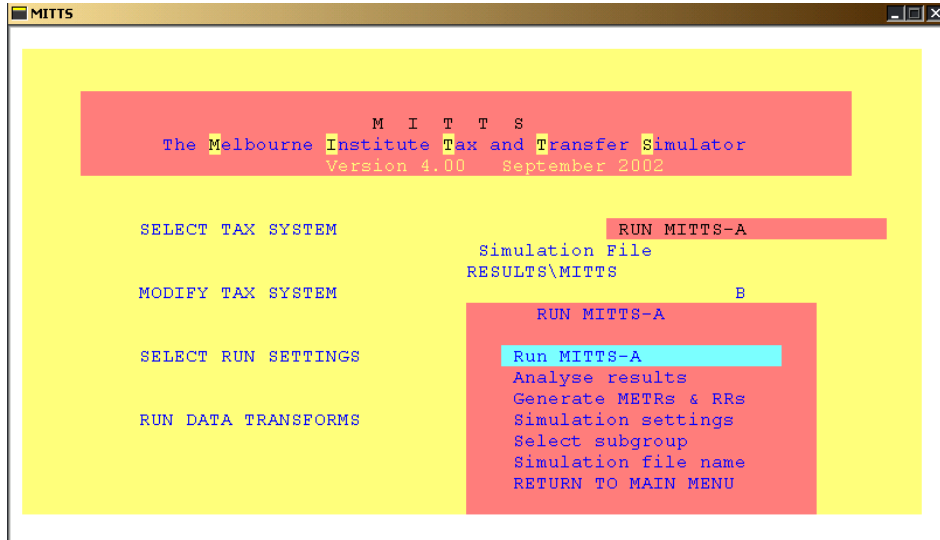 MITTS
M I T T S
The Melbourne Institute Tax and Transfer Simulator
Version 4.00 September 2002
SELECT TAX SYSTEM
RUN MITTS-A
Simulation File
RESULTS\MITTS
MODIFY TAX SYSTEM
B
RUN MITTS-A
SELECT RUN SETTINGS
Run MITTS-A
Analyse results
Generate METRs & RRs
RUN DATA TRANSFORMS
Simulation settings
Select subgroup
Simulation file name
RETURN TO MAIN MENU